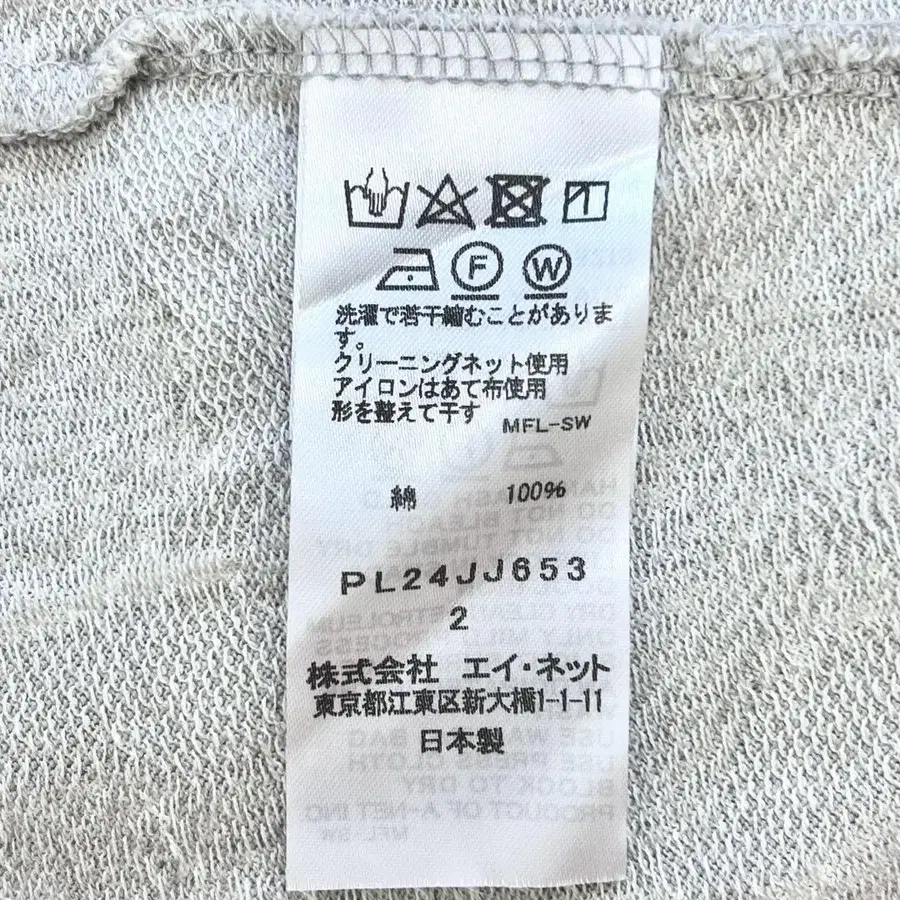 F W
洗濯で若干縮むことがありま
す。
クリーニングネット使用
アイロンはあて布使用
形を整えて干す
MFL-SW
綿 100%
PL24JJ653
2
株式会社 エイ・ネット
東京都江東区新大橋1-1-11
日本製